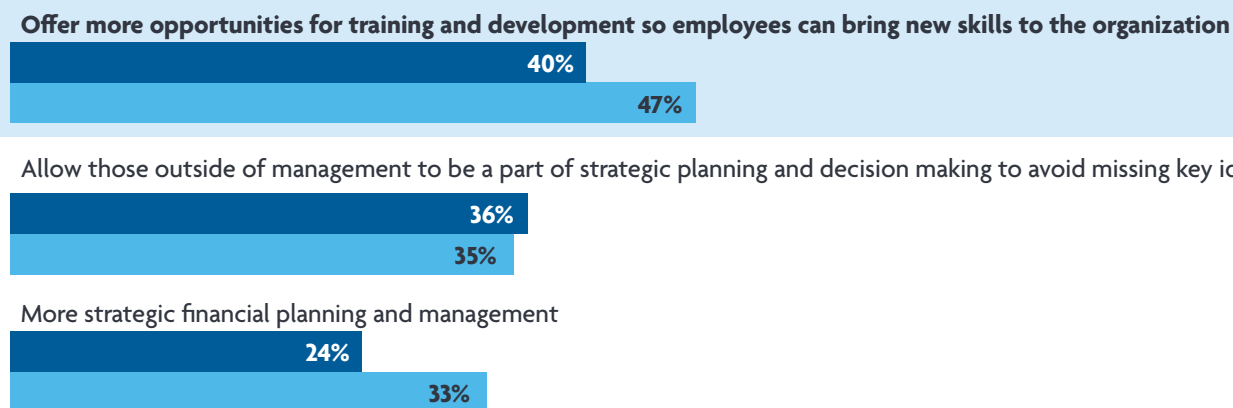 Offer more opportunities for training and development so employees can bring new skills to the organization
40%
47%
Allow those outside of management to be a part of strategic planning and decision making to avoid missing key
36%
35%
More strategic financial planning and management
24%
33%